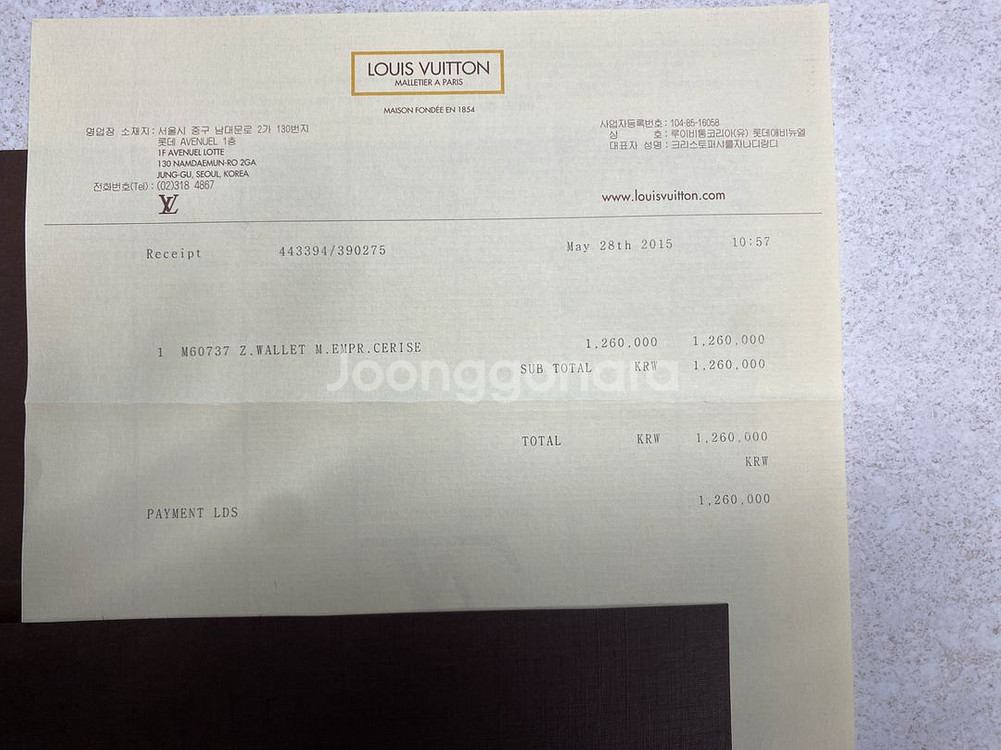 LOUIS VUITTON
MALLETIER A PARIS
MAISON FONDÉE EN 1854
영업장 소재지 : 서울시 중구 남대문로 2가 130번지
롯데 AVENUEL 1층
1F AVENUEL LOTTE
130 NAMDAEMUN-RO 2GA
JUNG-GU, SEOUL, KOREA
전화번호(Tel) : (02)318 4867
LV
사업자등록번호 : 104-85-16058
상 호 : 루이비통코리아(유) 롯데애비뉴엘
대표자 성명 : 크리스토퍼시를자나디랑디
www.louisvuitton.com
Receipt 443394/390275 May 28th 2015 10:57
1 M60737 Z.WALLET M.EMPR.CERISE 1,260,000 1,260,000
SUB TOTAL KRW 1,260,000
Joonggonara
TOTAL KRW 1,260,000
KRW
1,260,000
PAYMENT LDS